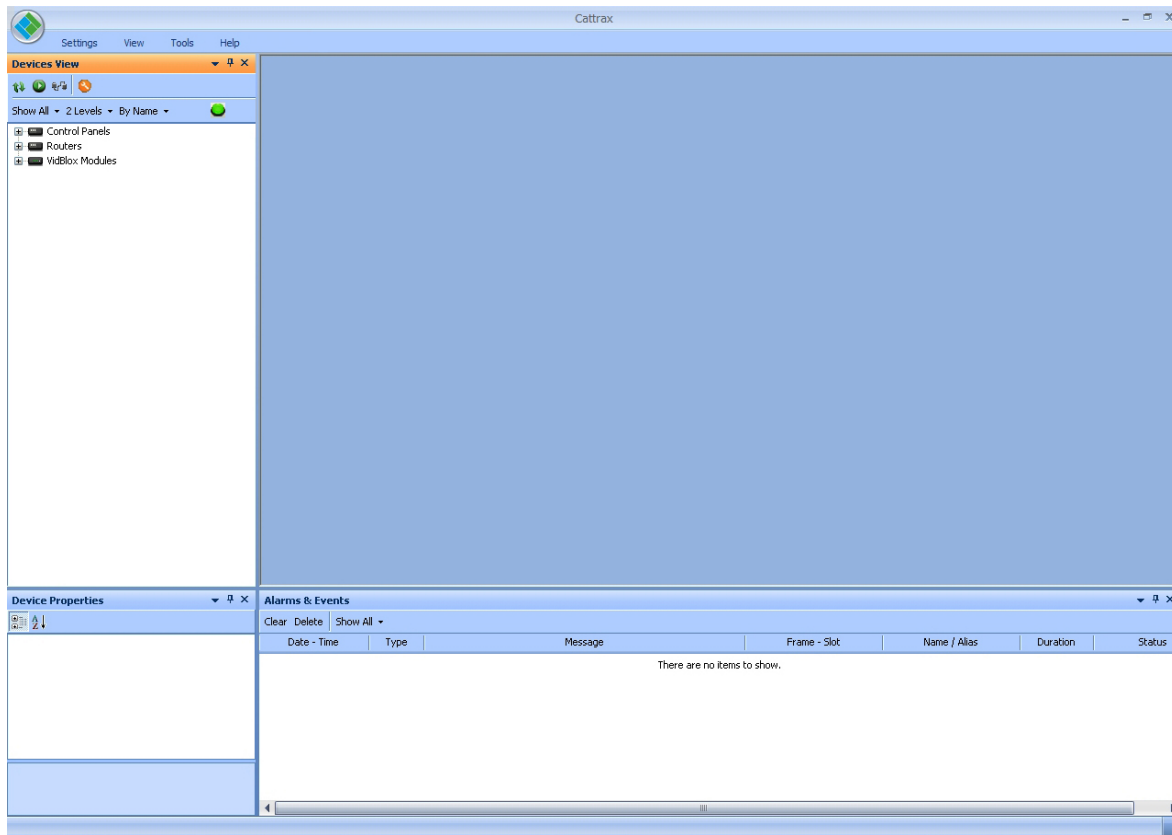 Cattrax
Settings View Tools Help
Devices View
Show All 2 Levels By Name
Control Panels
Routers
VidBlox Modules
Device Properties
Alarms & Events
Clear Delete Show All
Date - Time Type Message Frame - Slot Name / Alias Duration Status
There are no items to show.